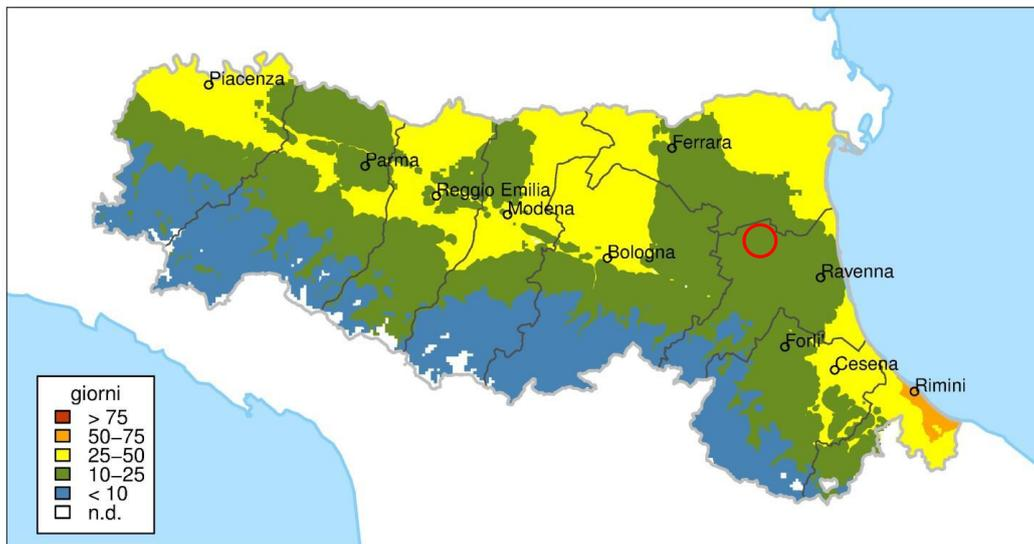 Piacenza
Parma
Reggio Emilia
Modena
Bologna
Ferrara
Ravenna
Forlì'
Cesena
Rimini
giorni
> 75
50–75
25–50
10–25
< 10
n.d.